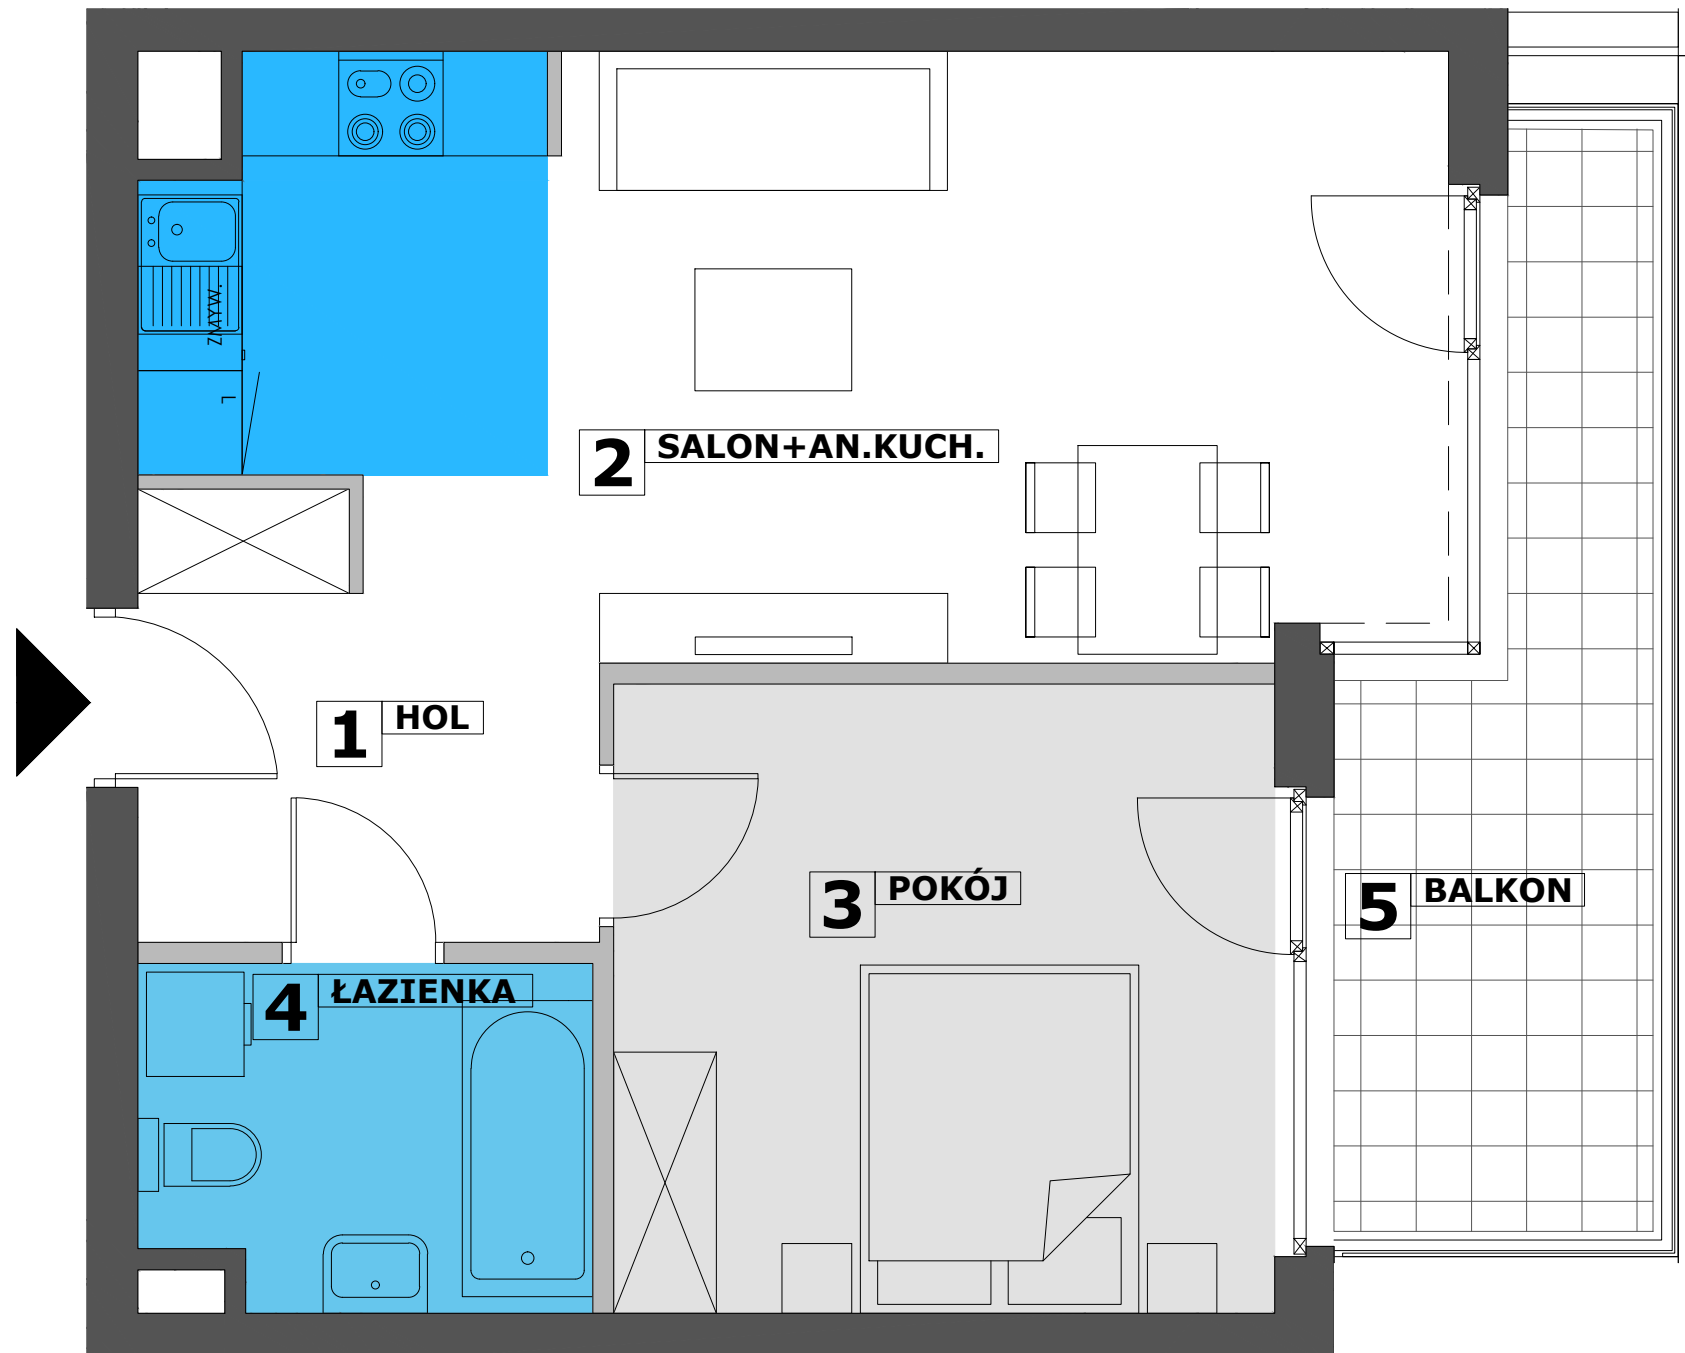 ZMYW.
L
2 SALON+AN.KUCH.
1 HOL
3 POKÓJ
5 BALKON
4 ŁAZIENKA